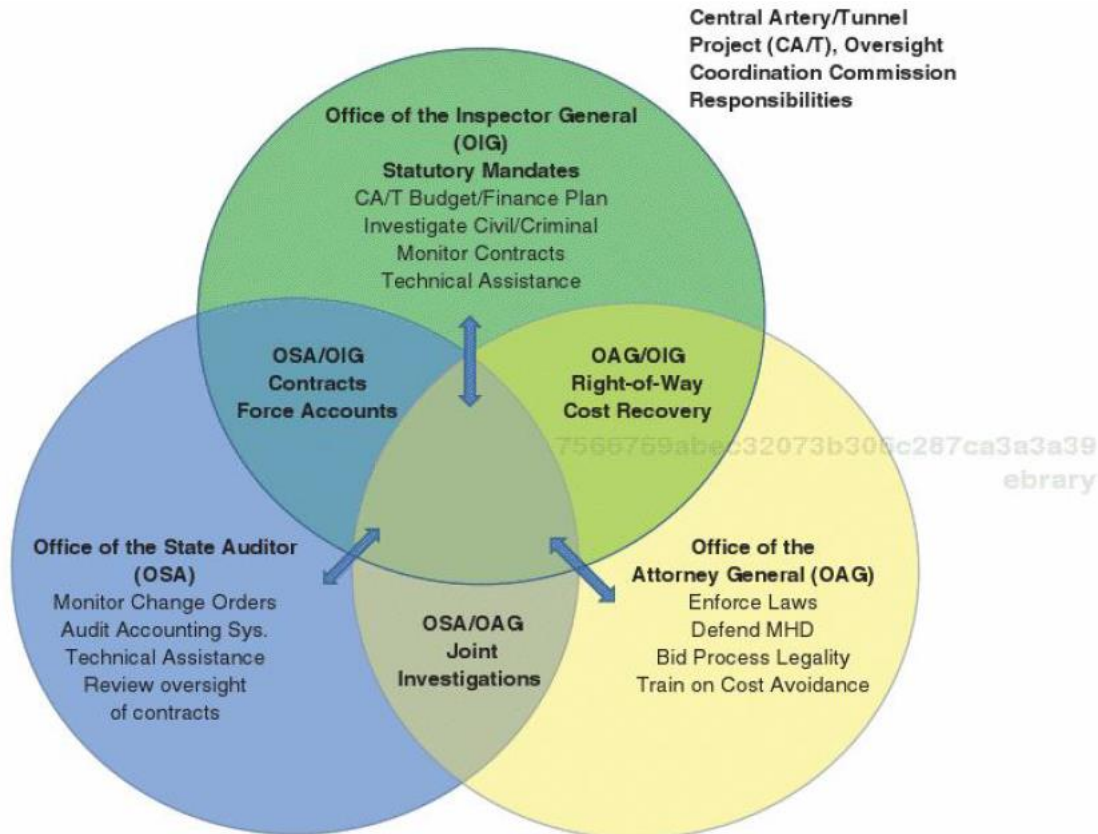 Central Artery/Tunnel
Project (CA/T), Oversight
Coordination Commission
Responsibilities
Office of the Inspector General
(OIG)
Statutory Mandates
CA/T Budget/Finance Plan
Investigate Civil/Criminal
Monitor Contracts
Technical Assistance
OSA/OIG
Contracts
Force Accounts
OAG/OIG
Right-of-Way
Cost Recovery
ebrary
Office of the State Auditor
(OSA)
Monitor Change Orders
Audit Accounting Sys.
Technical Assistance
Review oversight
of contracts
OSA/OAG
Joint
Investigations
Office of the
Attorney General (OAG)
Enforce Laws
Defend MHD
Bid Process Legality
Train on Cost Avoidance